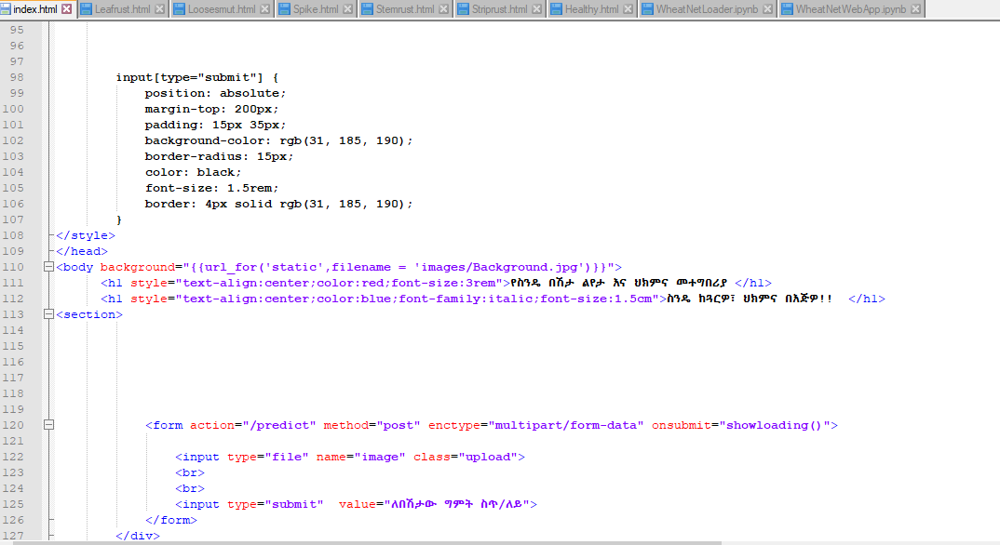 index.html Leafrust.html Loosesmut.html Spike.html Stemrust.html Striprust.html Healthy.html WheatNetLoader.ipynb WheatNetWebApp.ipynb
95
96
97
98 input[type="submit"] {
99 position: absolute;
100 margin-top: 200px;
101 padding: 15px 35px;
102 background-color: rgb(31, 185, 190);
103 border-radius: 15px;
104 color: black;
105 font-size: 1.5rem;
106 border: 4px solid rgb(31, 185, 190);
107 }
108 </style>
109 </head>
110 <body background="{{url_for('static',filename = 'images/Background.jpg')}}">
111 <h1 style="text-align:center;color:red;font-size:3rem">የስንዴ በሽታ ልየታ እና ህክምና መተግበሪያ </h1>
112 <h1 style="text-align:center;color:blue;font-family:italic;font-size:1.5cm">ስንዴ ከጓርዎ፣ ህክምና በእጅዎ!! </h1>
113 <section>
114
115
116
117
118
119
120 <form action="/predict" method="post" enctype="multipart/form-data" onsubmit="showloading()">
121
122 <input type="file" name="image" class="upload">
123 <br>
124 <br>
125 <input type="submit" value="ለበሽታው ግምት ስጥ/ለይ">
126 </form>
127 </div>